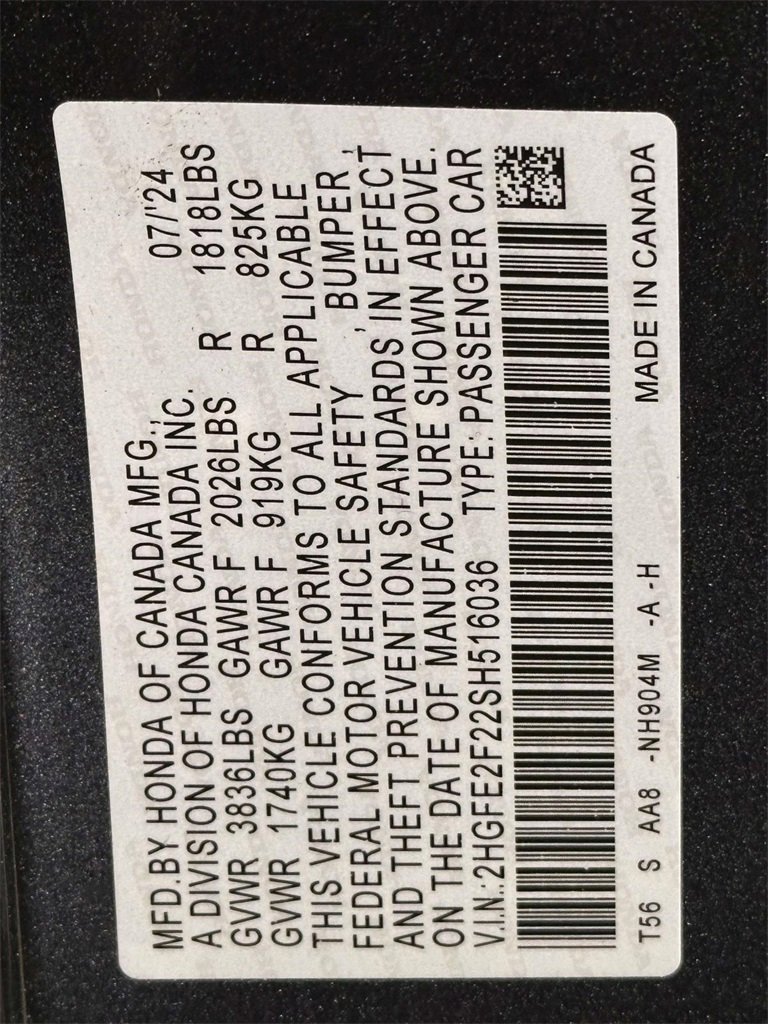 MFD.BY HONDA OF CANADA MFG., 07/'24
A DIVISION OF HONDA CANADA INC.
GVWR 3836LBS GAWR F 2026LBS R 1818LBS
GVWR 1740KG GAWR F 919KG R 825KG
THIS VEHICLE CONFORMS TO ALL APPLICABLE
FEDERAL MOTOR VEHICLE SAFETY , BUMPER ,
AND THEFT PREVENTION STANDARDS IN EFFECT
ON THE DATE OF MANUFACTURE SHOWN ABOVE.
V.I.N.:2HGFE2F22SH516036 TYPE: PASSENGER CAR
T56 S AA8 -NH904M -A -H MADE IN CANADA